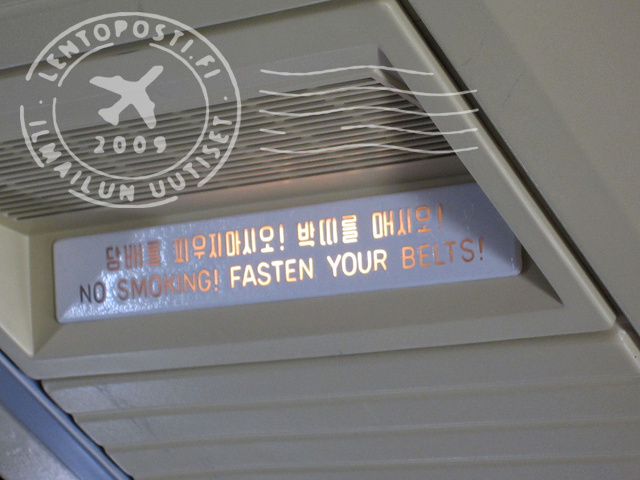 LENTOPOSTI.FI
2009
ILMAILUN UUTISET
담배를 피우지마시오! 박띠를 매시오!
NO SMOKING! FASTEN YOUR BELTS!